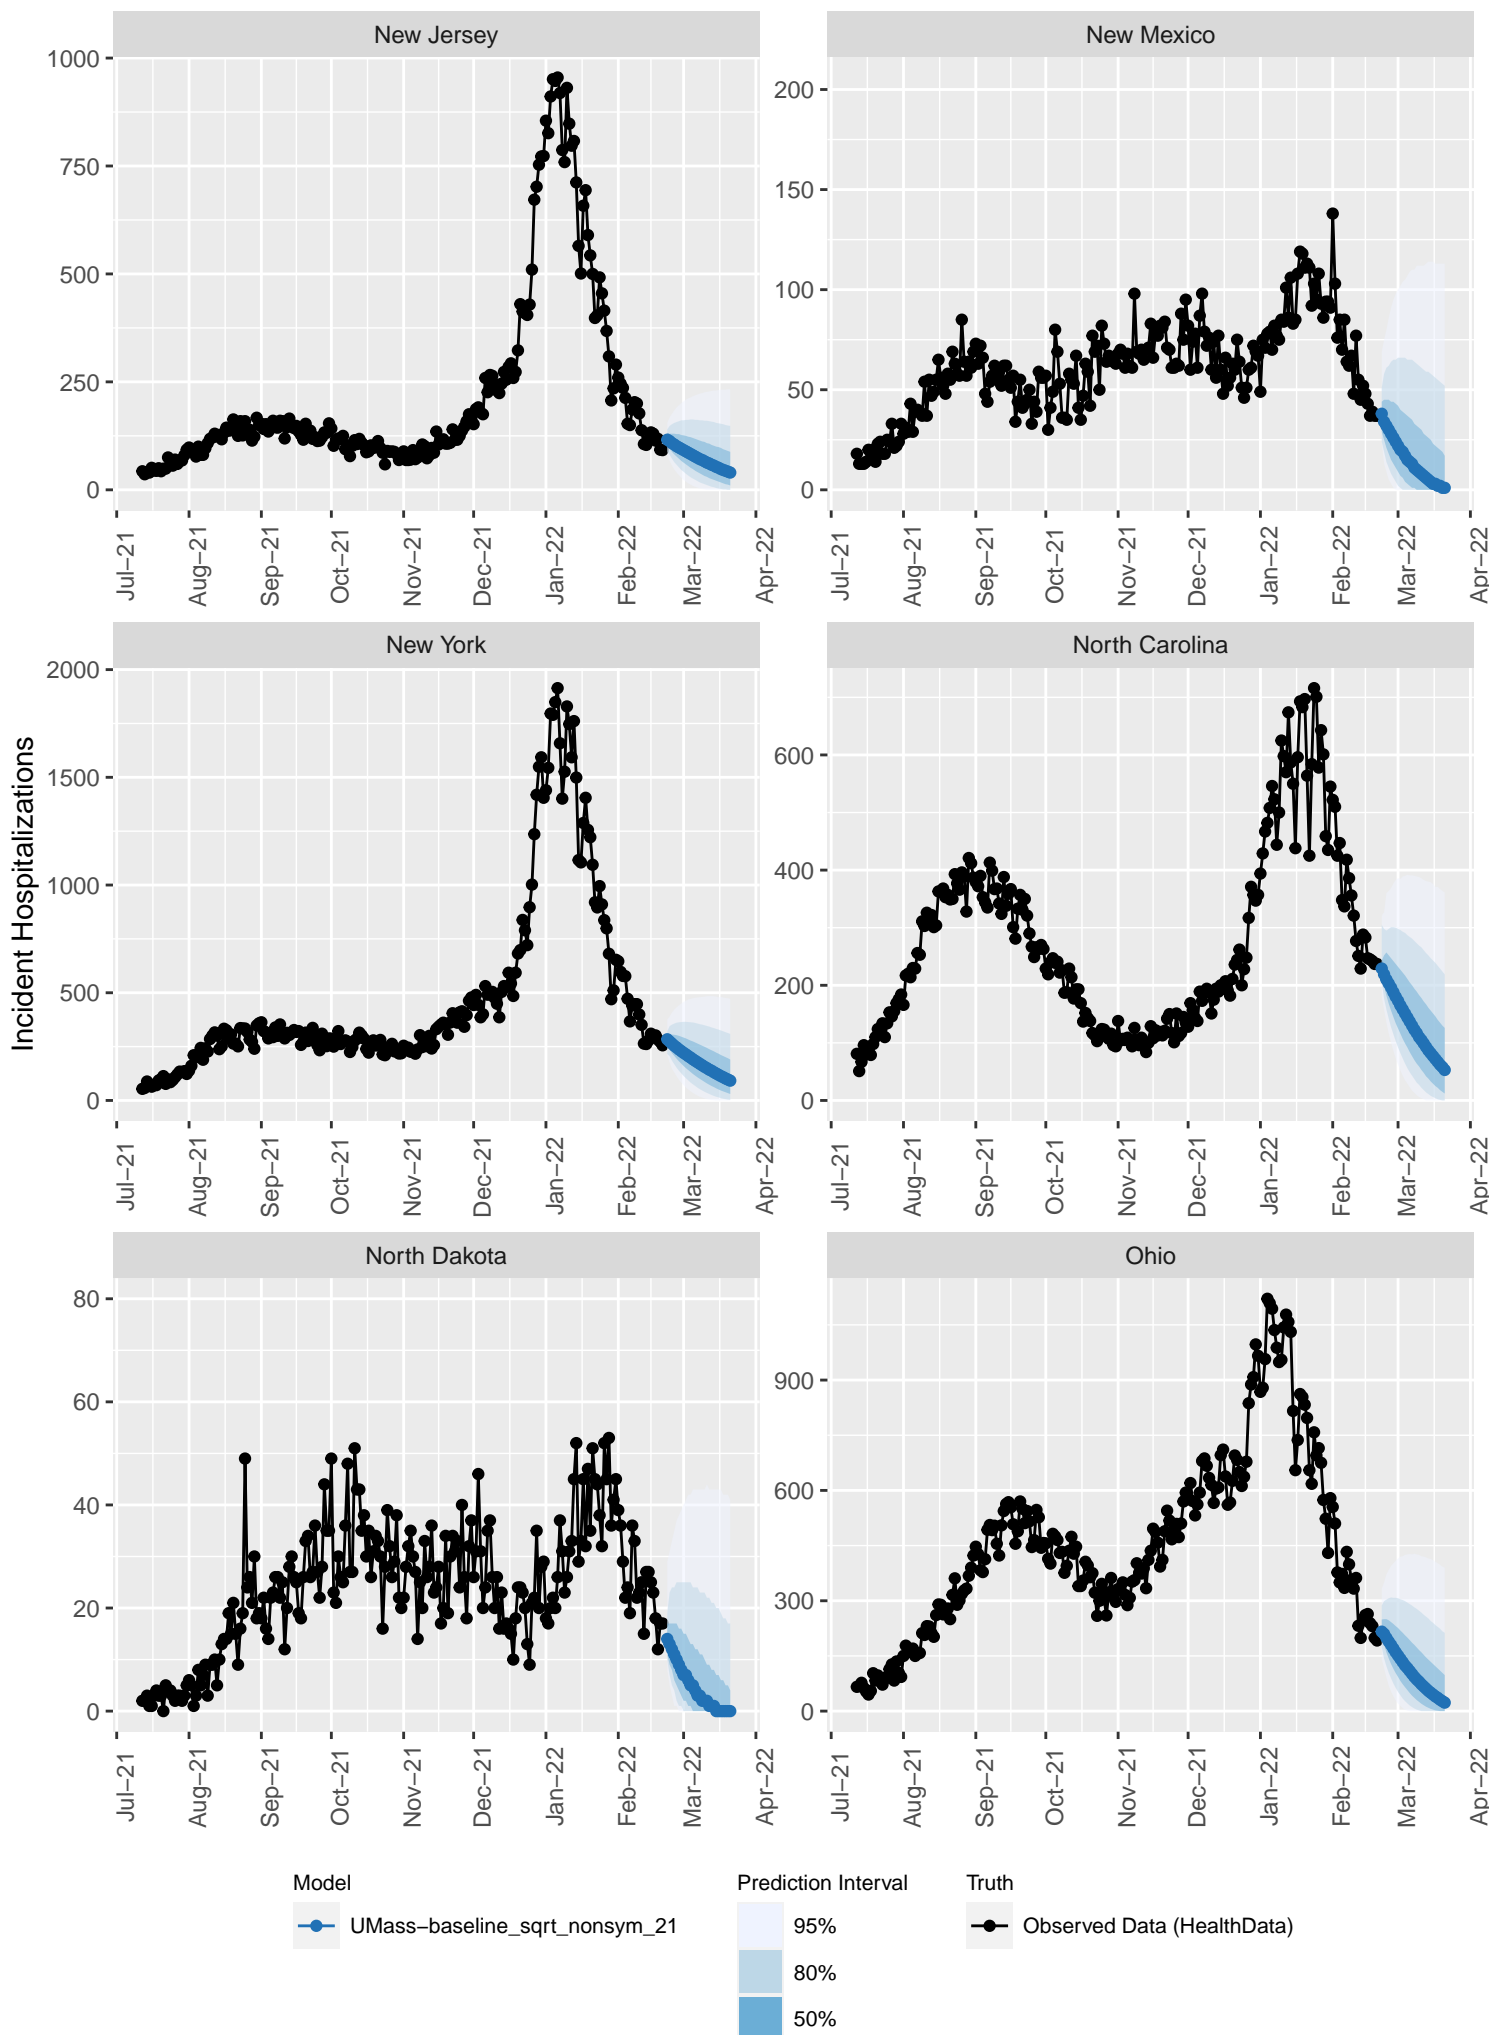 New Jersey
New Mexico
1000
750
500
250
0
200
150
100
50
0
Jul−21
Aug−21
Sep−21
Oct−21
Nov−21
Dec−21
Jan−22
Feb−22
Mar−22
Apr−22
Jul−21
Aug−21
Sep−21
Oct−21
Nov−21
Dec−21
Jan−22
Feb−22
Mar−22
Apr−22
Incident Hospitalizations
New York
North Carolina
2000
1500
1000
500
0
600
400
200
0
Jul−21
Aug−21
Sep−21
Oct−21
Nov−21
Dec−21
Jan−22
Feb−22
Mar−22
Apr−22
Jul−21
Aug−21
Sep−21
Oct−21
Nov−21
Dec−21
Jan−22
Feb−22
Mar−22
Apr−22
North Dakota
Ohio
80
60
40
20
0
900
600
300
0
Jul−21
Aug−21
Sep−21
Oct−21
Nov−21
Dec−21
Jan−22
Feb−22
Mar−22
Apr−22
Jul−21
Aug−21
Sep−21
Oct−21
Nov−21
Dec−21
Jan−22
Feb−22
Mar−22
Apr−22
Model
UMass−baseline_sqrt_nonsym_21
Prediction Interval
95%
80%
50%
Truth
Observed Data (HealthData)